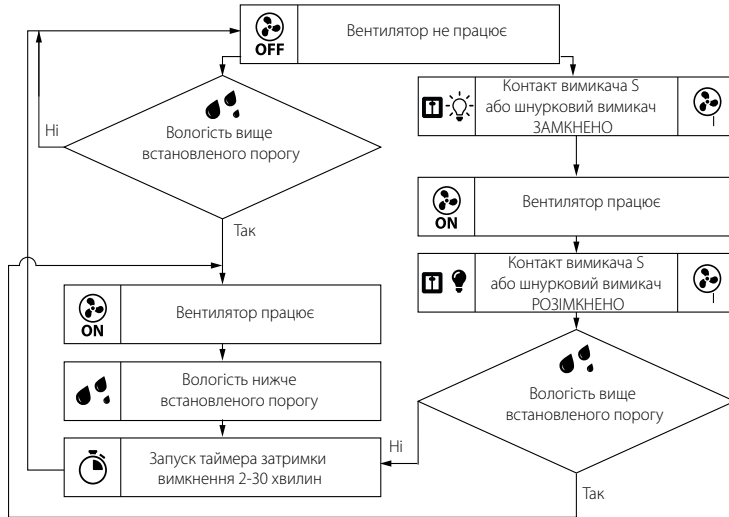 OFF
Вентилятор не працює
Ні
Вологість вище
встановленого порогу
Так
Контакт вимикача S
або шнурковий вимикач
ЗАМКНЕНО
ON
Вентилятор працює
Контакт вимикача S
або шнурковий вимикач
РОЗІМКНЕНО
ON
Вентилятор працює
Вологість нижче
встановленого порогу
Запуск таймера затримки
вимкнення 2-30 хвилин
Вологість вище
встановленого порогу
Ні
Так